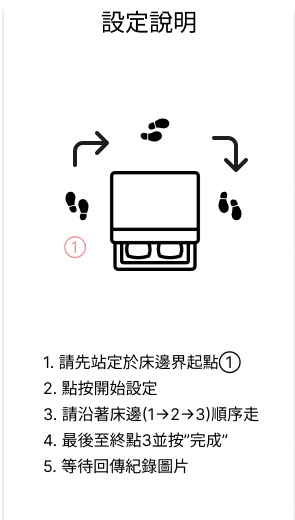 設定說明
①
1. 請先站定於床邊界起點①
2. 點按開始設定
3. 請沿著床邊(1→2→3)順序走
4. 最後至終點3並按”完成”
5. 等待回傳紀錄圖片